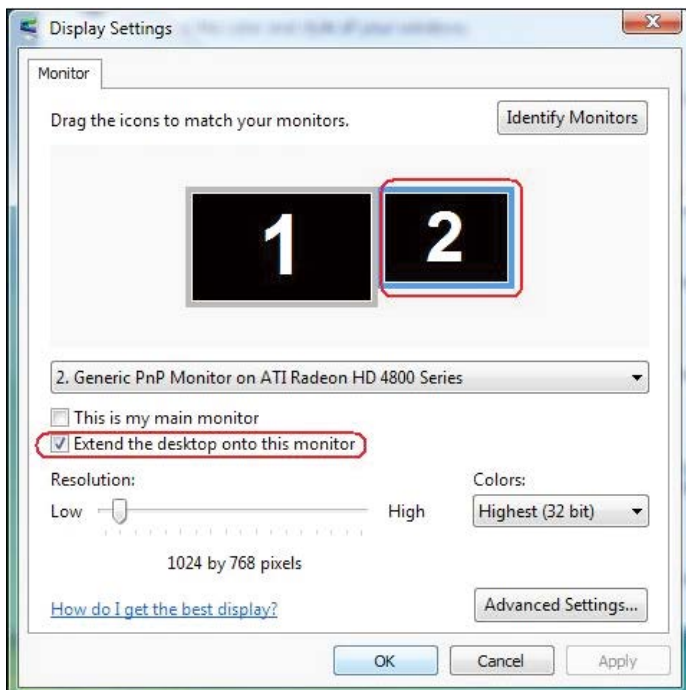 Display Settings
Monitor
Drag the icons to match your monitors.
Identify Monitors
1
2
2. Generic PnP Monitor on ATI Radeon HD 4800 Series
This is my main monitor
Extend the desktop onto this monitor
Resolution:
Colors:
Low
High
Highest (32 bit)
1024 by 768 pixels
How do I get the best display?
Advanced Settings...
OK
Cancel
Apply